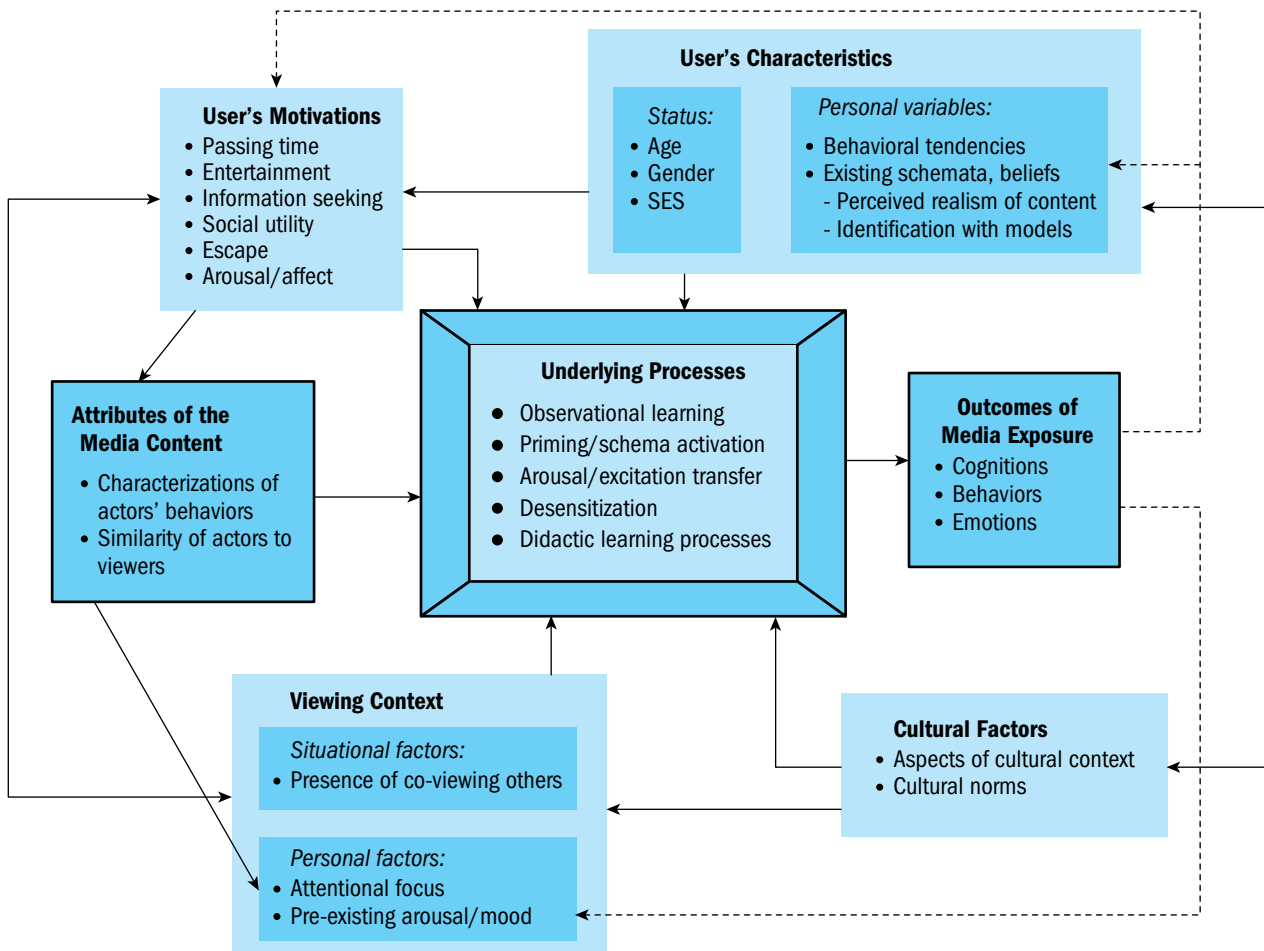 User’s Characteristics
Status:
• Age
• Gender
• SES
Personal variables:
• Behavioral tendencies
• Existing schemata, beliefs
- Perceived realism of content
- Identification with models
User’s Motivations
• Passing time
• Entertainment
• Information seeking
• Social utility
• Escape
• Arousal/affect
Attributes of the
Media Content
• Characterizations of
actors’ behaviors
• Similarity of actors to
viewers
Underlying Processes
● Observational learning
● Priming/schema activation
● Arousal/excitation transfer
● Desensitization
● Didactic learning processes
Outcomes of
Media Exposure
• Cognitions
• Behaviors
• Emotions
Viewing Context
Situational factors:
• Presence of co-viewing others
Personal factors:
• Attentional focus
• Pre-existing arousal/mood
Cultural Factors
• Aspects of cultural context
• Cultural norms